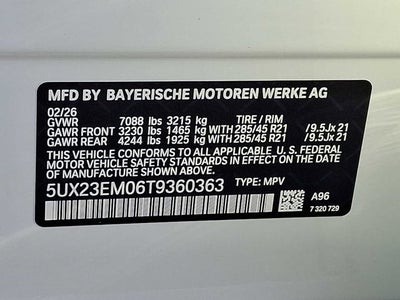 MFD BY BAYERISCHE MOTOREN WERKE AG
02/26
GVWR 7088 lbs 3215 kg TIRE / RIM
GAWR FRONT 3230 lbs 1465 kg WITH 285/45 R21 / 9.5Jx 21
GAWR REAR 4244 lbs 1925 kg WITH 285/45 R21 / 9.5Jx 21
THIS VEHICLE CONFORMS TO ALL APPLICABLE U.S. FEDERAL
MOTOR VEHICLE SAFETY STANDARDS IN EFFECT ON THE
DATE OF MANUFACTURE SHOWN ABOVE.
5UX23EM06T9360363 TYPE: MPV
A96
7 320 729